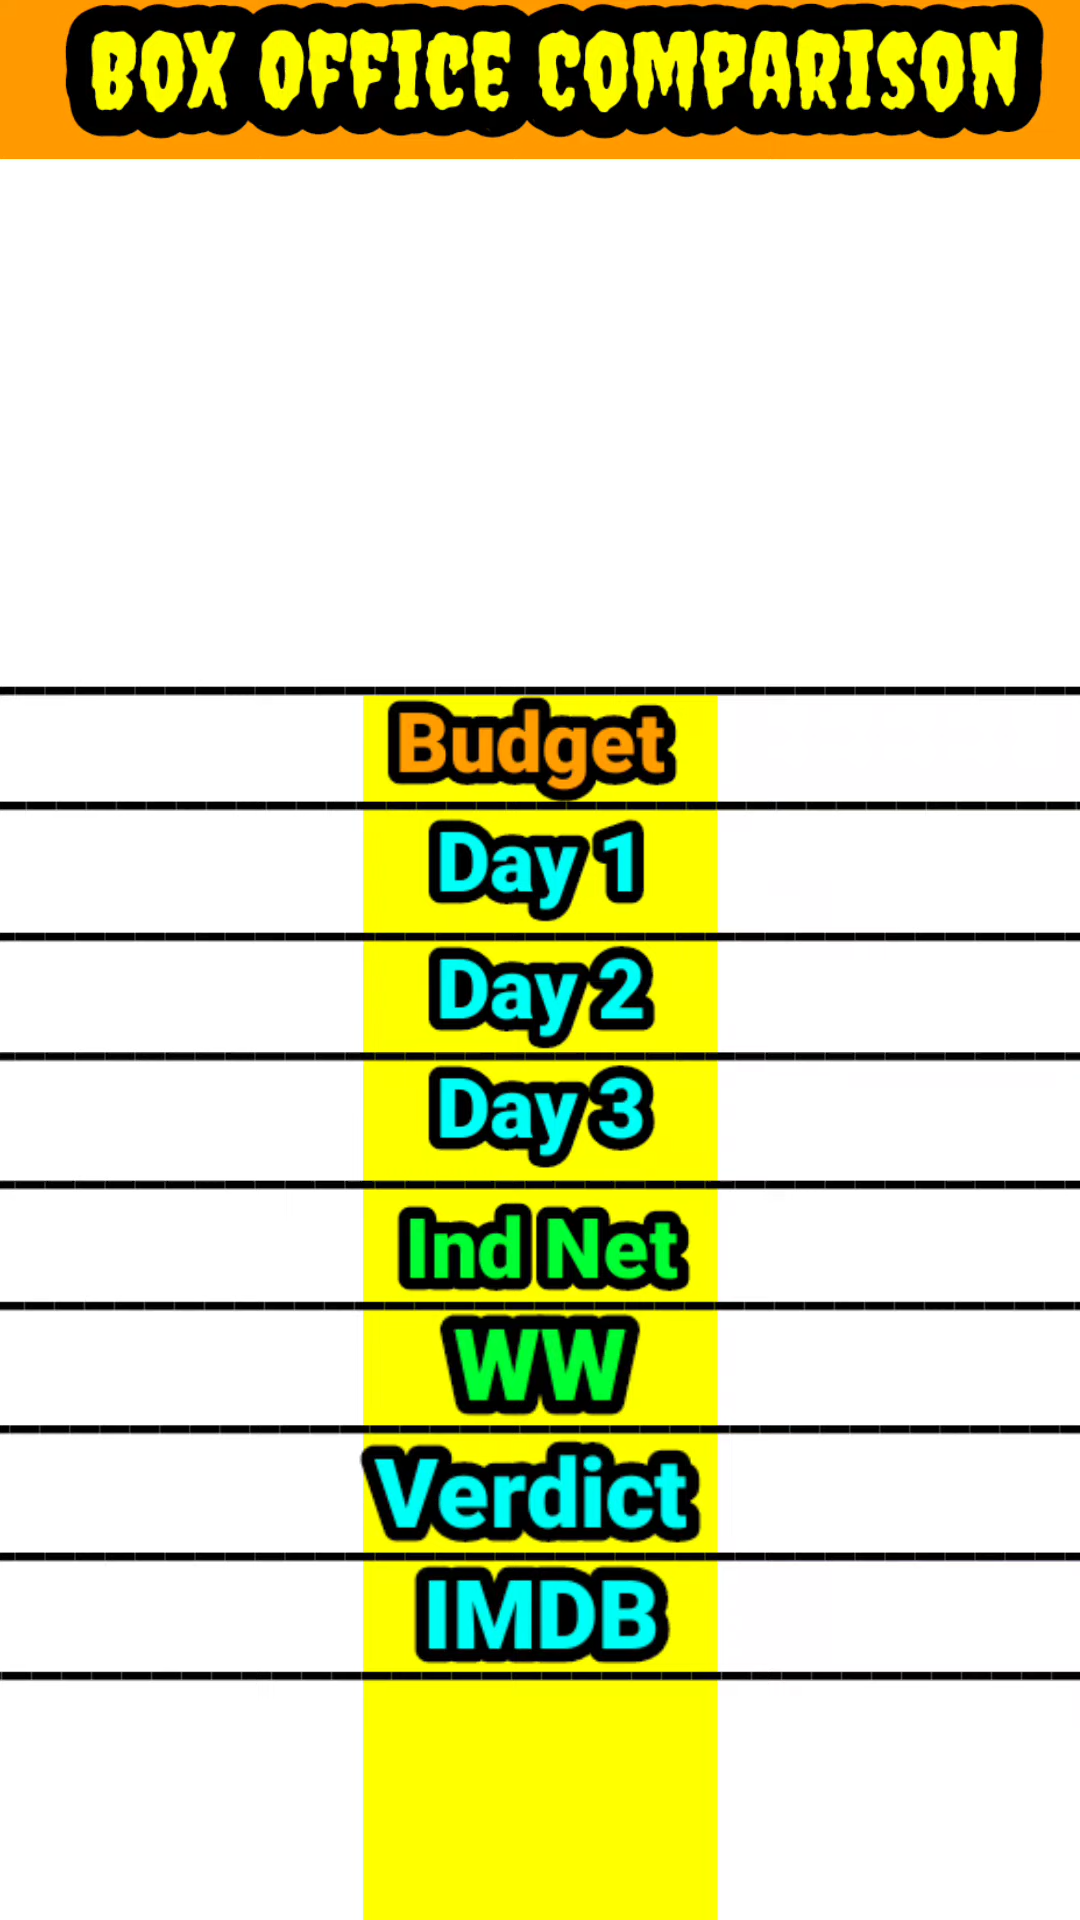 BOX OFFICE COMPARISON
Budget
Day 1
Day 2
Day 3
Ind Net
WW
Verdict
IMDB